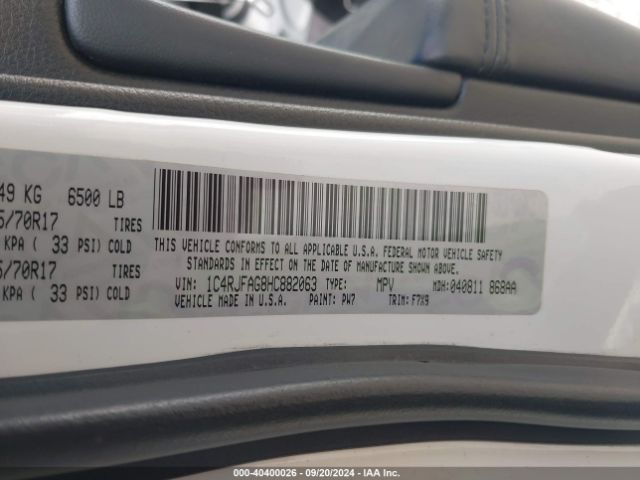 49 KG 6500 LB
5/70R17 TIRES
KPA ( 33 PSI) COLD
5/70R17 TIRES
KPA ( 33 PSI) COLD
THIS VEHICLE CONFORMS TO ALL APPLICABLE U.S.A. FEDERAL MOTOR VEHICLE SAFETY
STANDARDS IN EFFECT ON THE DATE OF MANUFACTURE SHOWN ABOVE.
VIN: 1C4RJFAG8HC882063 TYPE: MPV MDH: 040811 868AA
VEHICLE MADE IN U.S.A. PAINT: PW7 TRIM: F7X9
000-40400026 - 09/20/2024 - IAA Inc.